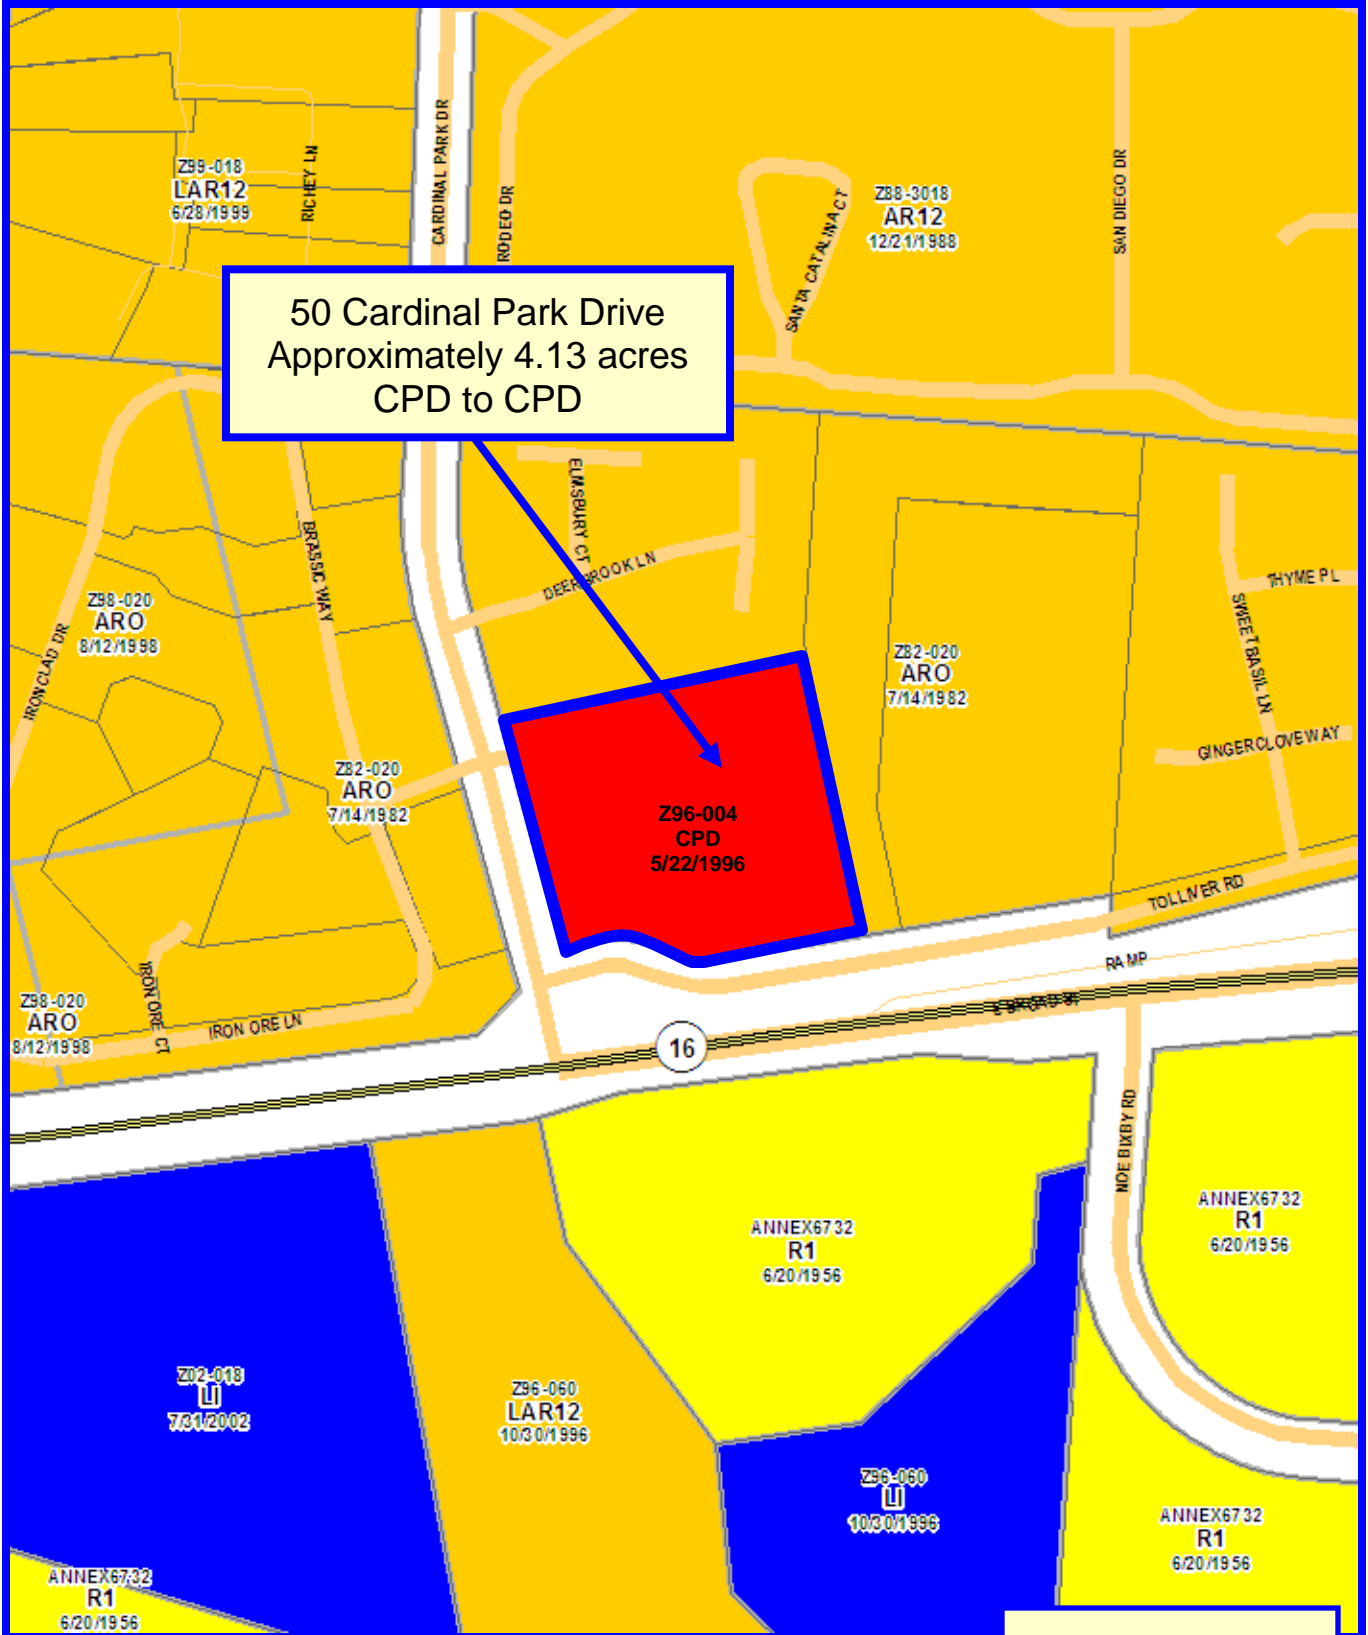 CARDINAL PARK DR
RICHEY LN
Z99-018
LAR12
6/28/1999
RODEO DR
SANTA CATALINA CT
Z88-3018
AR12
12/21/1988
SAN DIEGO DR
50 Cardinal Park Drive
Approximately 4.13 acres
CPD to CPD
ELMSBURY CT
DEERBROOK LN
BRASSIC WAY
THYME PL
SWEET BASIL LN
GINGERCLOVE WAY
Z98-020
ARO
8/12/1998
IRONCLAD DR
Z82-020
ARO
7/14/1982
Z82-020
ARO
7/14/1982
Z96-004
CPD
5/22/1996
TOLLIVER RD
RAMP
E BROAD ST
16
IRON ORE CT
IRON ORE LN
Z98-020
ARO
8/12/1998
NOE BIXBY RD
ANNEX6732
R1
6/20/1956
ANNEX6732
R1
6/20/1956
Z02-018
LI
7/31/2002
Z96-060
LAR12
10/30/1996
Z96-060
LI
10/30/1996
ANNEX6732
R1
6/20/1956
ANNEX6732
R1
6/20/1956